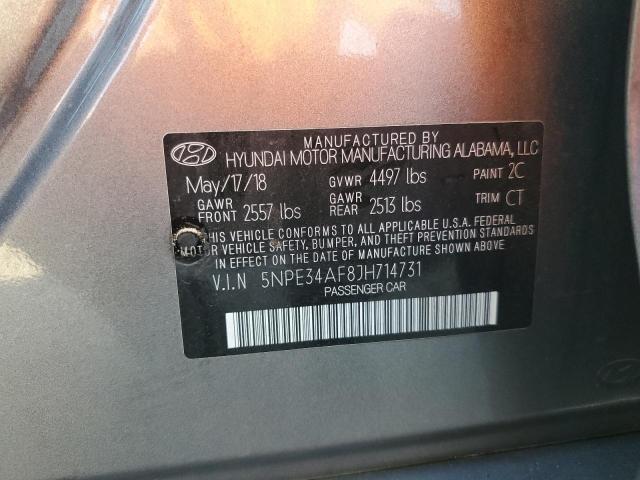 MANUFACTURED BY
HYUNDAI MOTOR MANUFACTURING ALABAMA, LLC
May/17/18 GVWR 4497 lbs PAINT 2C
GAWR FRONT 2557 lbs GAWR REAR 2513 lbs TRIM CT
THIS VEHICLE CONFORMS TO ALL APPLICABLE U.S.A. FEDERAL
MOTOR VEHICLE SAFETY, BUMPER, AND THEFT PREVENTION STANDARDS
IN EFFECT ON THE DATE OF MANUFACTURE SHOWN ABOVE.
V.I.N 5NPE34AF8JH714731
PASSENGER CAR